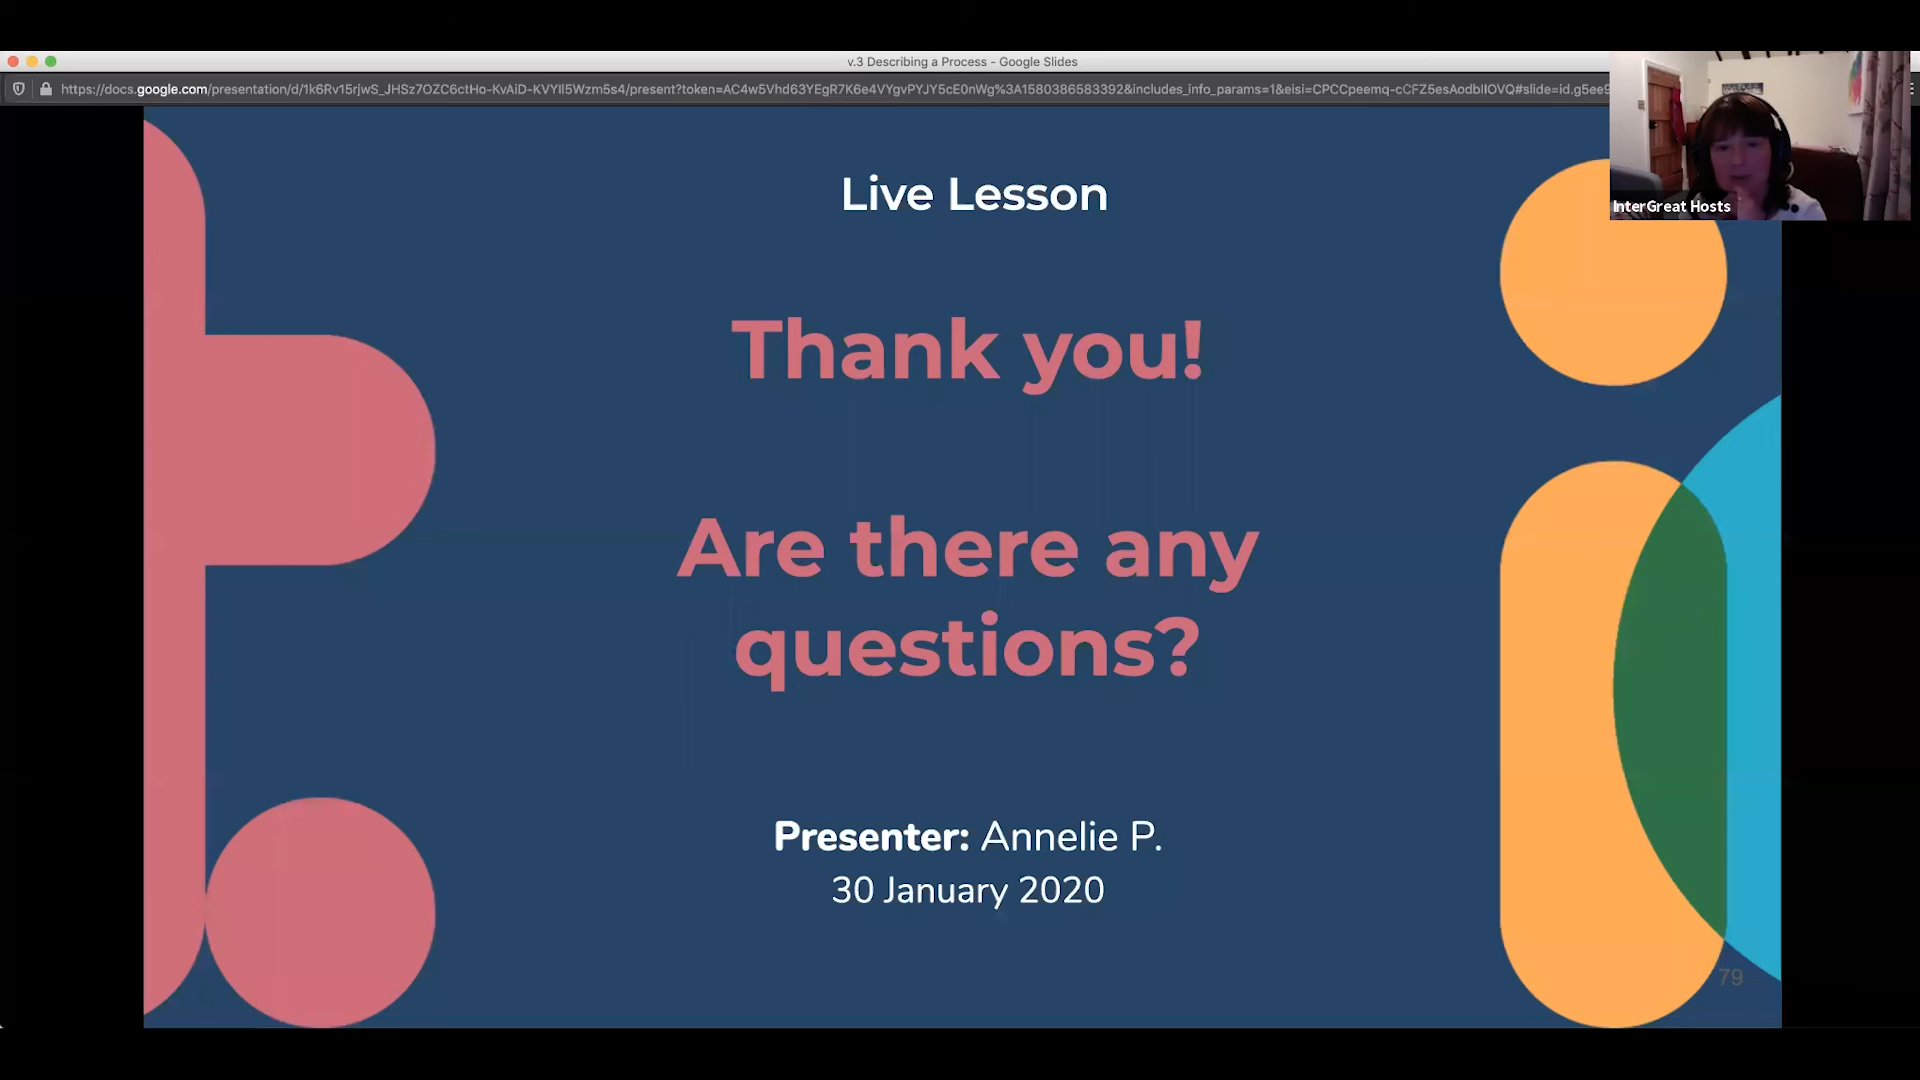 v.3 Describing a Process - Google Slides
InterGreat Hosts
Live Lesson
Thank you!
Are there any
questions?
Presenter: Annelie P.
30 January 2020
79